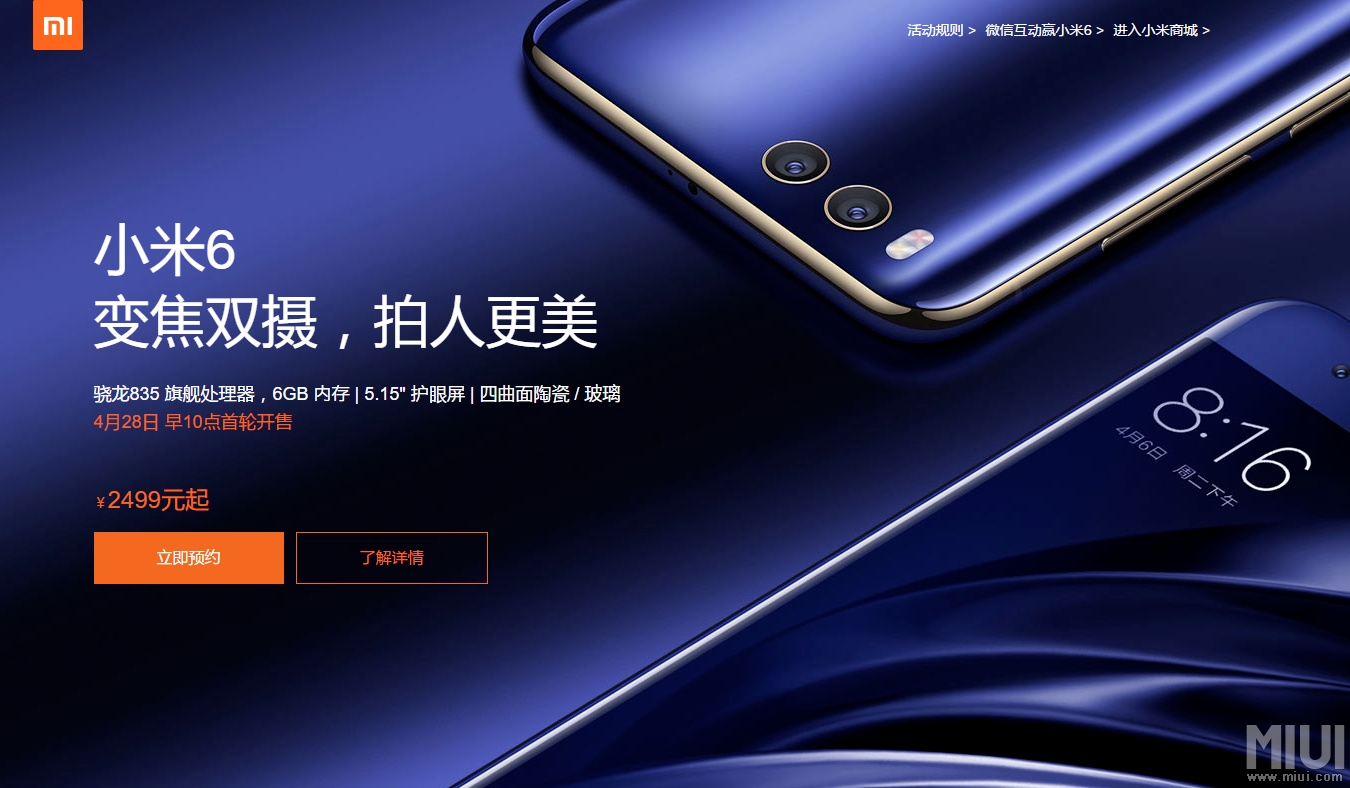 MI
活动规则 > 微信互动赢小米6 > 进入小米商城 >
小米6
变焦双摄，拍人更美
骁龙835 旗舰处理器，6GB 内存 | 5.15" 护眼屏 | 四曲面陶瓷 / 玻璃
4月28日 早10点首轮开售
¥2499元起
立即预约 了解详情
8:16
4月6日 周二下午
MIUI
www.miui.com